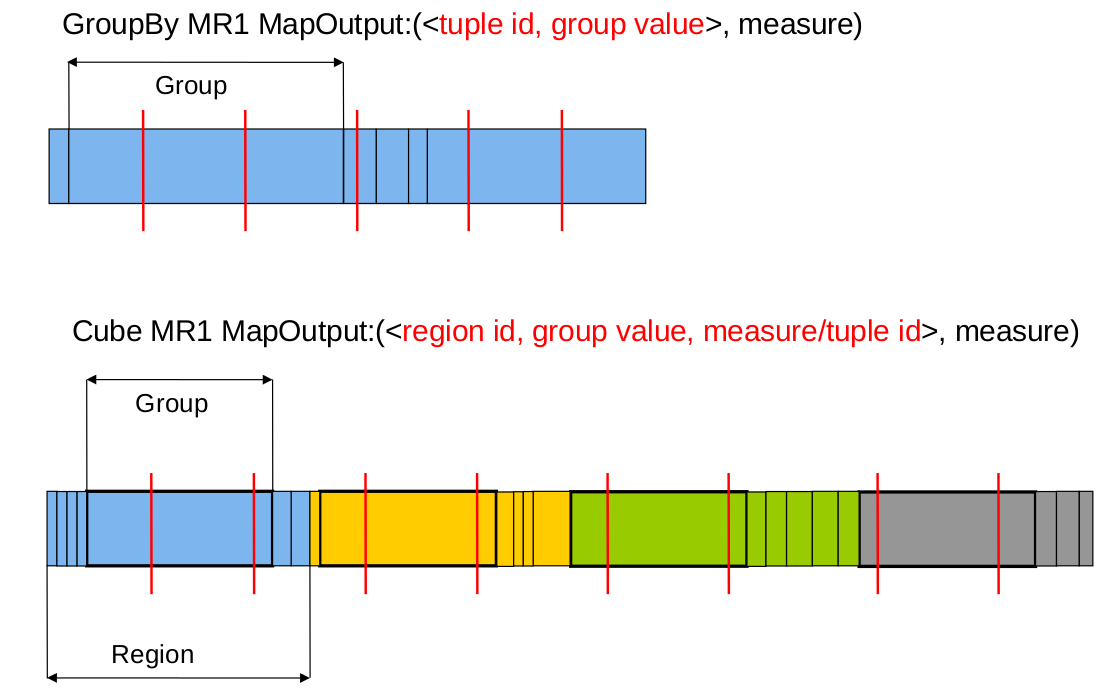 GroupBy MR1 MapOutput:(<tuple id, group value>, measure)
Group
Cube MR1 MapOutput:(<region id, group value, measure/tuple id>, measure)
Group
Region